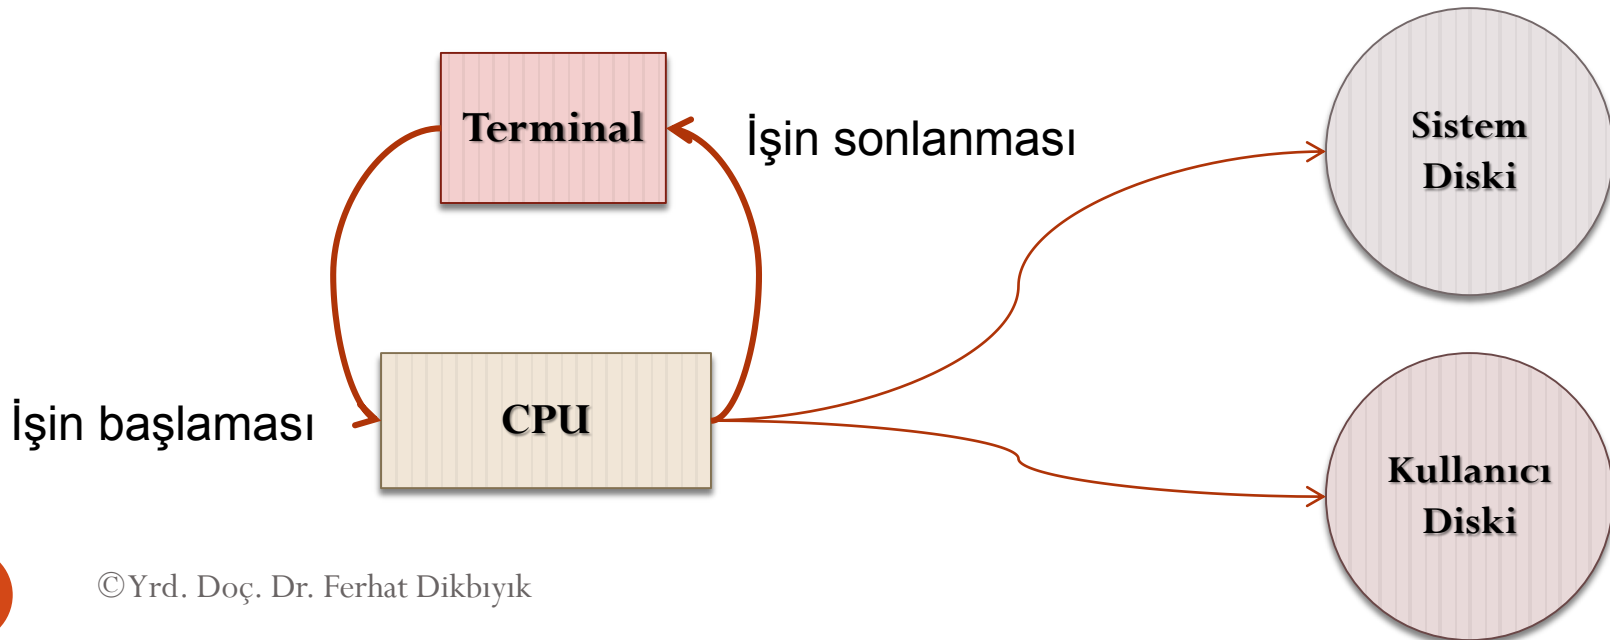 Terminal
İşin sonlanması
Sistem
Diski
İşin başlaması
CPU
Kullanıcı
Diski
©Yrd. Doç. Dr. Ferhat Dikbıyık